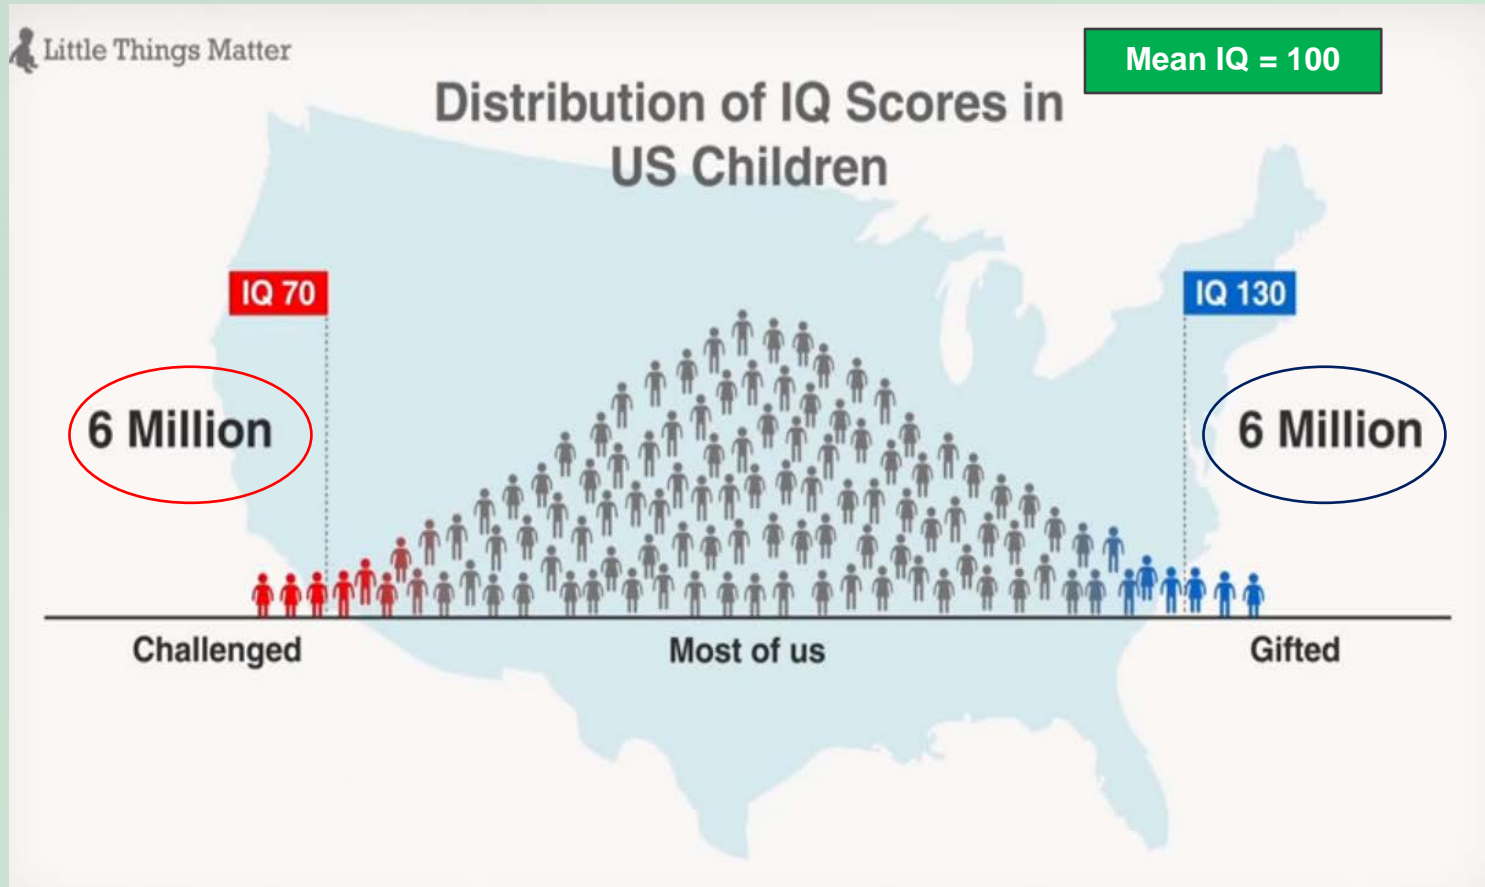 Little Things Matter
Mean IQ = 100
Distribution of IQ Scores in
US Children
IQ 70
IQ 130
6 Million
6 Million
Challenged
Most of us
Gifted